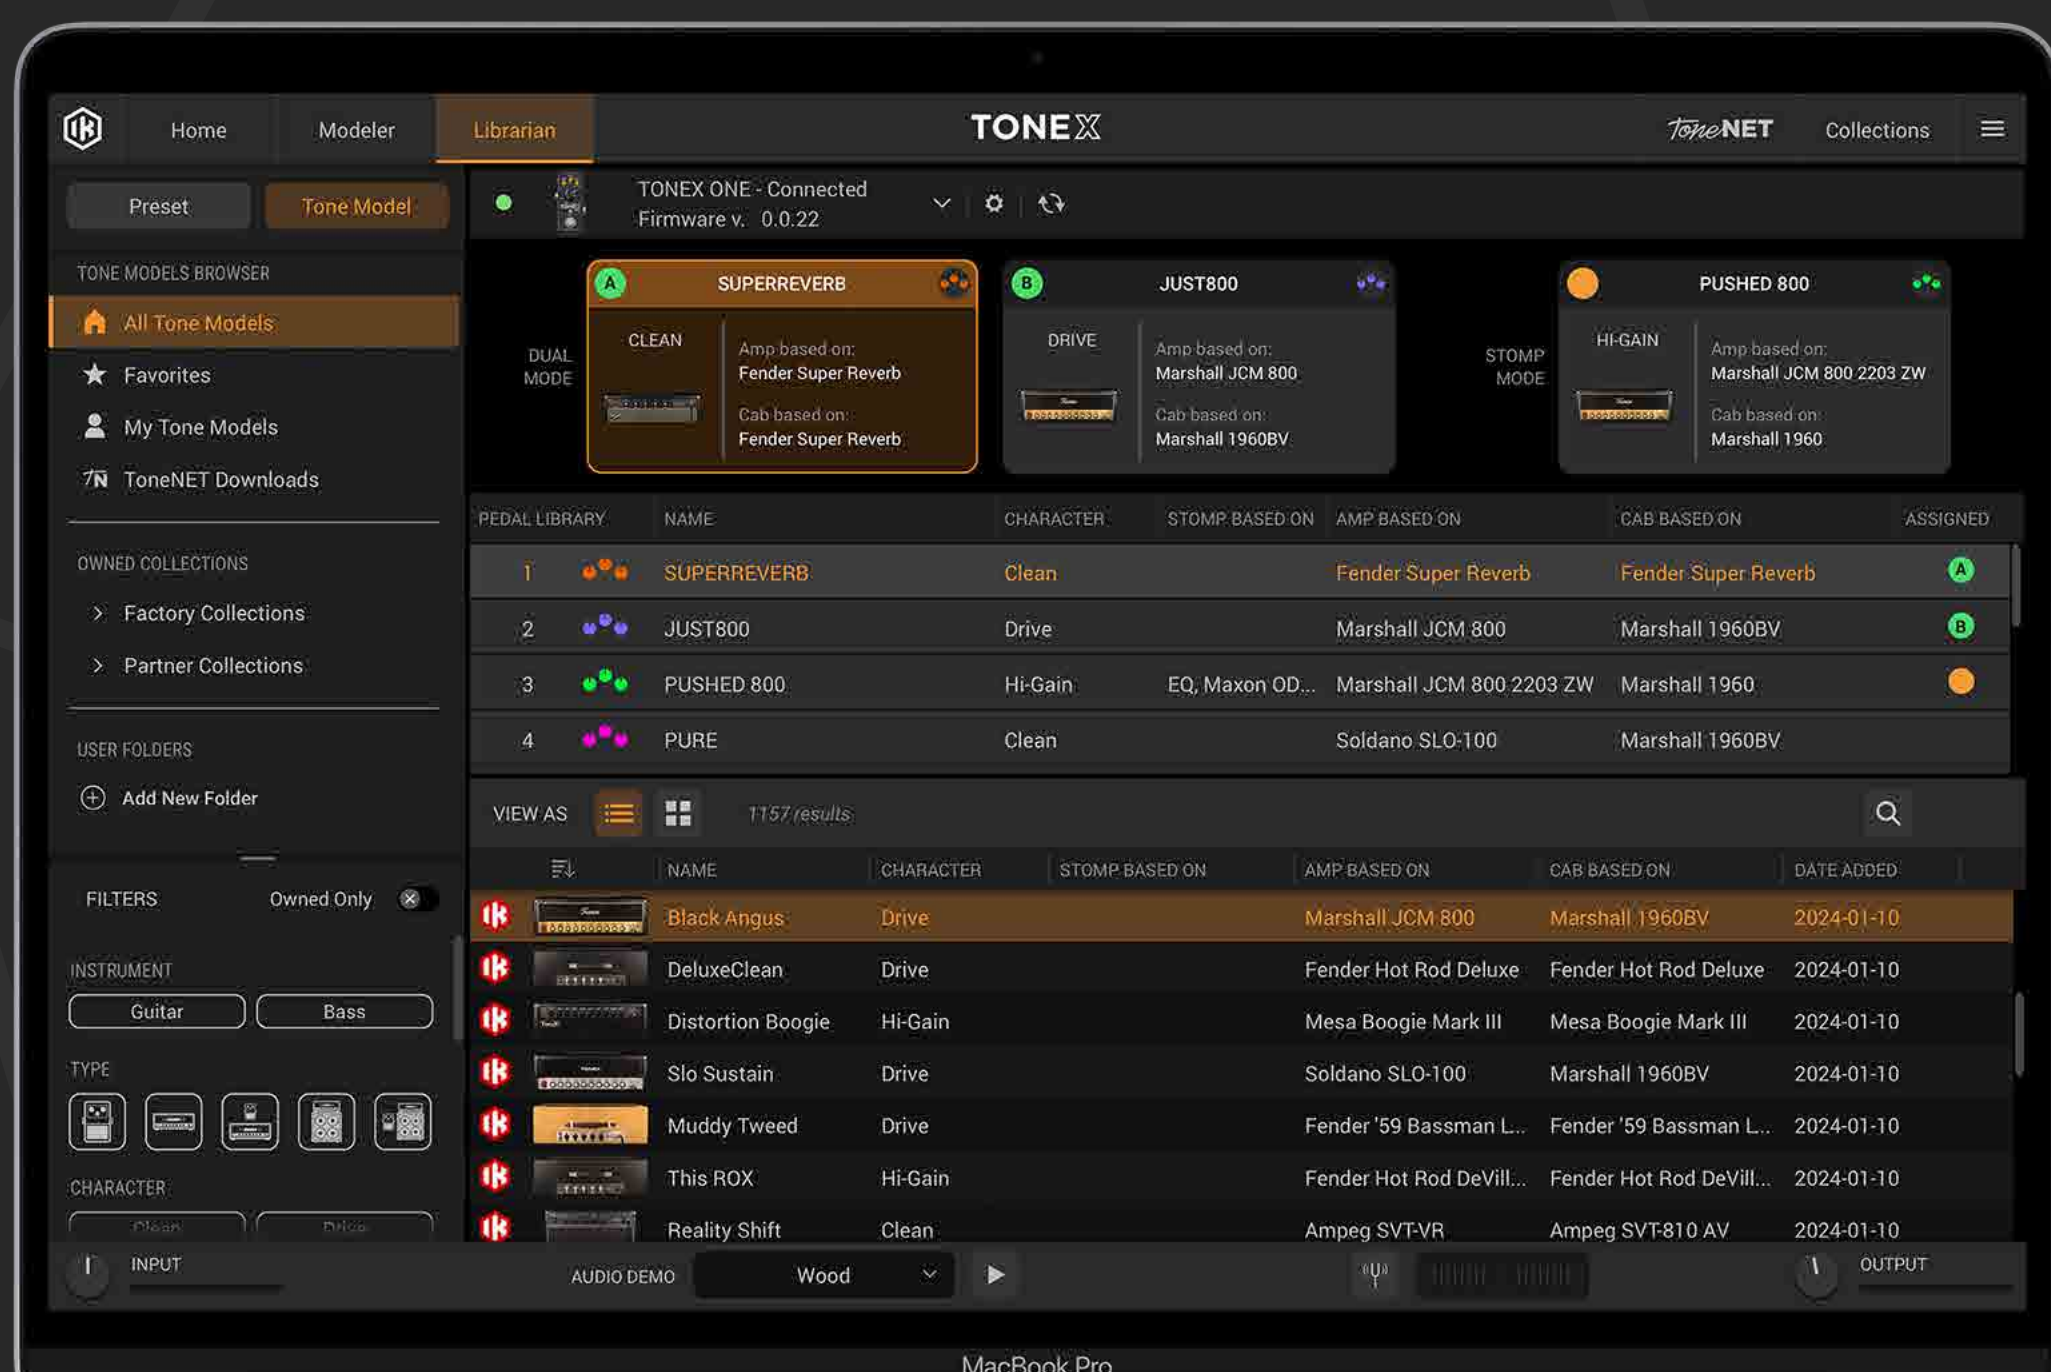 Home Modeler Librarian TONEX ToneNET Collections
Preset Tone Model
TONEX ONE - Connected
Firmware v. 0.0.22
TONE MODELS BROWSER
All Tone Models
Favorites
My Tone Models
ToneNET Downloads
OWNED COLLECTIONS
Factory Collections
Partner Collections
USER FOLDERS
Add New Folder
DUAL
MODE
A SUPERREVERB
CLEAN
Amp based on:
Fender Super Reverb
Cab based on:
Fender Super Reverb
B JUST800
DRIVE
Amp based on:
Marshall JCM 800
Cab based on:
Marshall 1960BV
STOMP
MODE
PUSHED 800
HI-GAIN
Amp based on:
Marshall JCM 800 2203 ZW
Cab based on:
Marshall 1960
PEDAL LIBRARY NAME CHARACTER STOMP BASED ON AMP BASED ON CAB BASED ON ASSIGNED
1 SUPERREVERB Clean Fender Super Reverb Fender Super Reverb A
2 JUST800 Drive Marshall JCM 800 Marshall 1960BV B
3 PUSHED 800 Hi-Gain EQ, Maxon OD... Marshall JCM 800 2203 ZW Marshall 1960
4 PURE Clean Soldano SLO-100 Marshall 1960BV
VIEW AS 1157 results
NAME CHARACTER STOMP BASED ON AMP BASED ON CAB BASED ON DATE ADDED
Black Angus Drive Marshall JCM 800 Marshall 1960BV 2024-01-10
DeluxeClean Drive Fender Hot Rod Deluxe Fender Hot Rod Deluxe 2024-01-10
Distortion Boogie Hi-Gain Mesa Boogie Mark III Mesa Boogie Mark III 2024-01-10
Slo Sustain Drive Soldano SLO-100 Marshall 1960BV 2024-01-10
Muddy Tweed Drive Fender '59 Bassman L... Fender '59 Bassman L... 2024-01-10
This ROX Hi-Gain Fender Hot Rod DeVill... Fender Hot Rod DeVill... 2024-01-10
Reality Shift Clean Ampeg SVT-VR Ampeg SVT-810 AV 2024-01-10
FILTERS Owned Only
INSTRUMENT
Guitar Bass
TYPE
CHARACTER
Clean Drive
INPUT AUDIO DEMO Wood OUTPUT
MacBook Pro